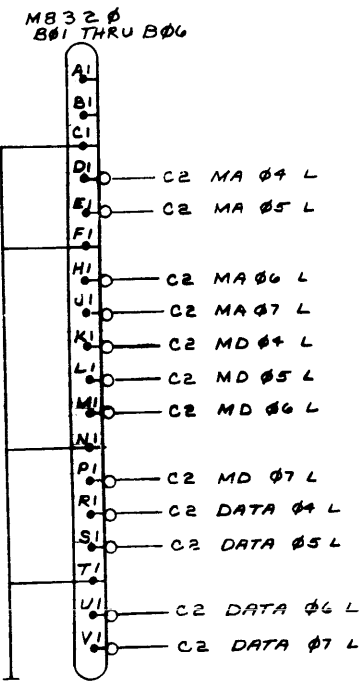 M832Ø
BØ1 THRU BØ6
A1
B1
C1
D1 C2 MA Ø4 L
E1 C2 MA Ø5 L
F1
H1 C2 MA Ø6 L
J1 C2 MA Ø7 L
K1 C2 MD Ø4 L
L1 C2 MD Ø5 L
M1 C2 MD Ø6 L
N1
P1 C2 MD Ø7 L
R1 C2 DATA Ø4 L
S1 C2 DATA Ø5 L
T1
U1 C2 DATA Ø6 L
V1 C2 DATA Ø7 L